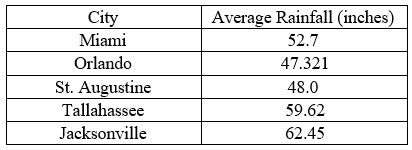 City Average Rainfall (inches)
Miami 52.7
Orlando 47.321
St. Augustine 48.0
Tallahassee 59.62
Jacksonville 62.45